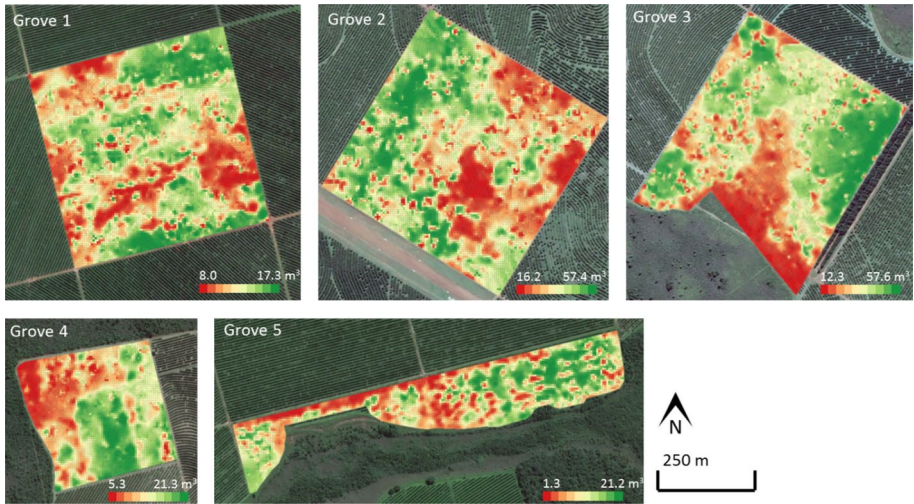 Grove 1
8.0 17.3 m³
Grove 2
16.2 57.4 m³
Grove 3
12.3 57.6 m³
Grove 4
5.3 21.3 m³
Grove 5
1.3 21.2 m³
N
250 m